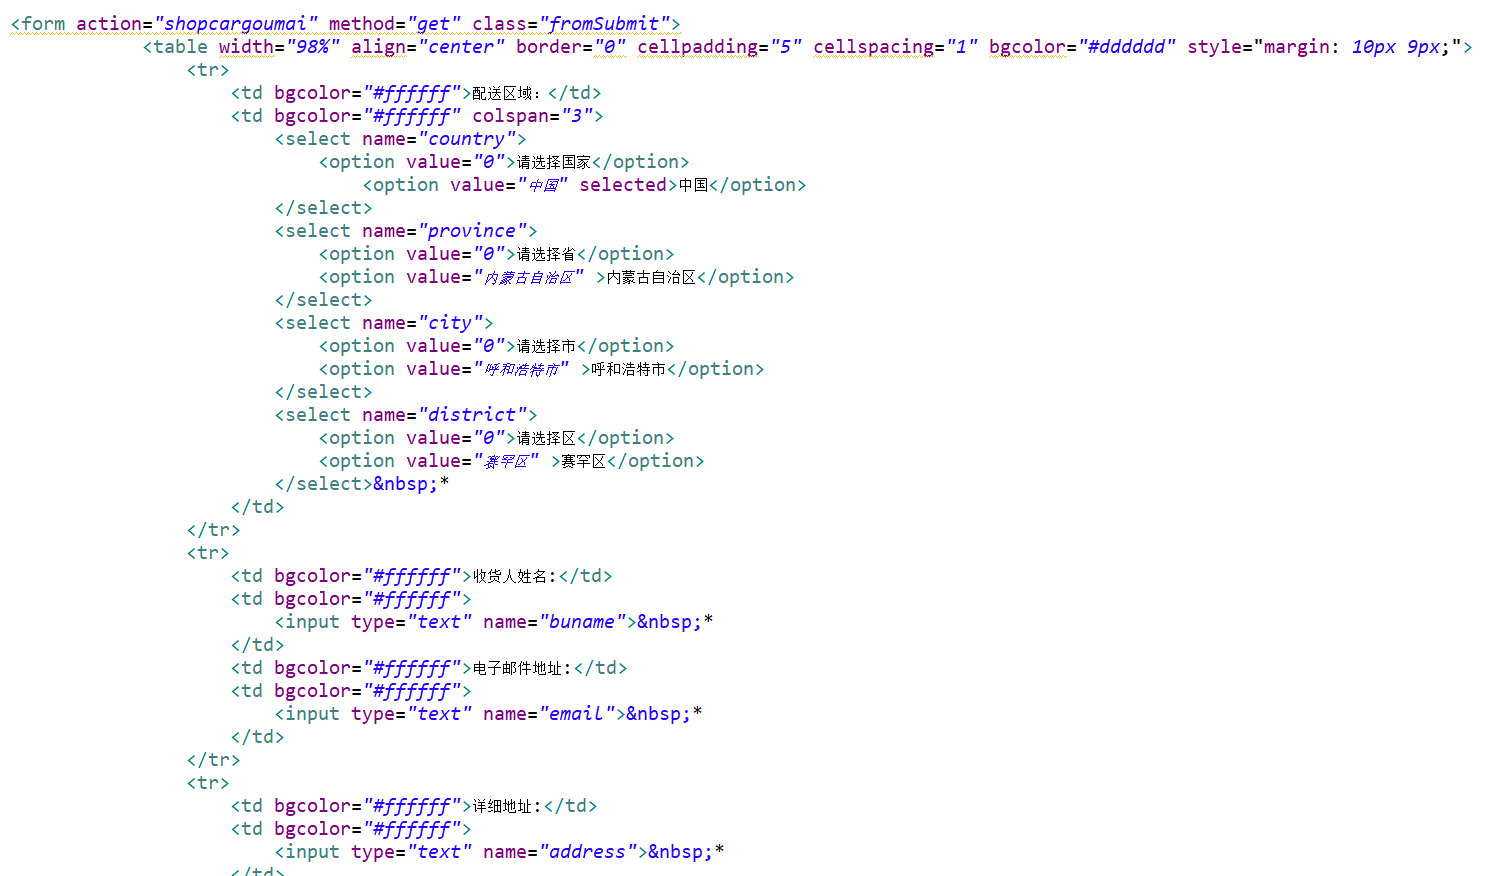 <form action="shopcargoumai" method="get" class="fromSubmit">
<table width="98%" align="center" border="0" cellpadding="5" cellspacing="1" bgcolor="#dddddd" style="margin: 10px 9px;">
<tr>
<td bgcolor="#ffffff">配送区域：</td>
<td bgcolor="#ffffff" colspan="3">
<select name="country">
<option value="0">请选择国家</option>
<option value="中国" selected>中国</option>
</select>
<select name="province">
<option value="0">请选择省</option>
<option value="内蒙古自治区" >内蒙古自治区</option>
</select>
<select name="city">
<option value="0">请选择市</option>
<option value="呼和浩特市" >呼和浩特市</option>
</select>
<select name="district">
<option value="0">请选择区</option>
<option value="赛罕区" >赛罕区</option>
</select>&nbsp;*
</td>
</tr>
<tr>
<td bgcolor="#ffffff">收货人姓名:</td>
<td bgcolor="#ffffff">
<input type="text" name="buname">&nbsp;*
</td>
<td bgcolor="#ffffff">电子邮件地址:</td>
<td bgcolor="#ffffff">
<input type="text" name="email">&nbsp;*
</td>
</tr>
<tr>
<td bgcolor="#ffffff">详细地址:</td>
<td bgcolor="#ffffff">
<input type="text" name="address">&nbsp;*
</td>